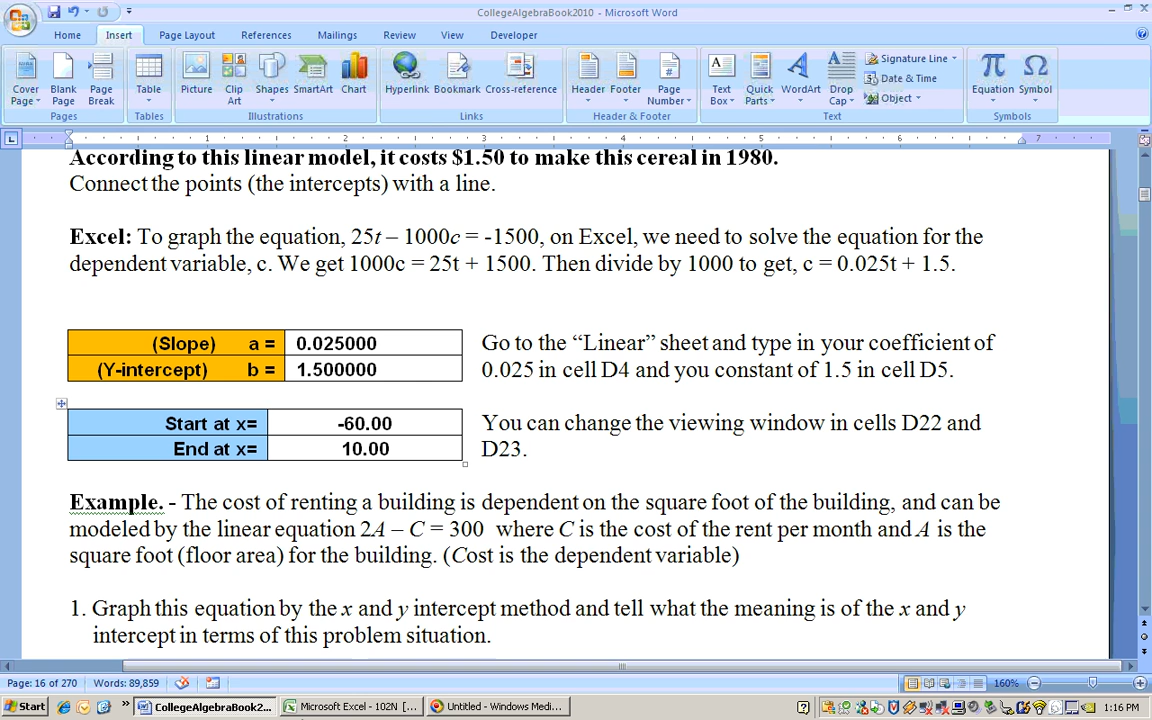 CollegeAlgebraBook2010 - Microsoft Word
Home Insert Page Layout References Mailings Review View Developer
Cover Page Blank Page Page Break Table Picture Clip Art Shapes SmartArt Chart Hyperlink Bookmark Cross-reference Header Footer Page Number Text Box Quick Parts WordArt Drop Cap Signature Line Date & Time Object Equation Symbol
Pages Tables Illustrations Links Header & Footer Text Symbols
L 1 2 3 4 5 6 7
According to this linear model, it costs $1.50 to make this cereal in 1980.
Connect the points (the intercepts) with a line.
Excel: To graph the equation, 25t – 1000c = -1500, on Excel, we need to solve the equation for the
dependent variable, c. We get 1000c = 25t + 1500. Then divide by 1000 to get, c = 0.025t + 1.5.
(Slope) a = 0.025000
(Y-intercept) b = 1.500000
Go to the “Linear” sheet and type in your coefficient of
0.025 in cell D4 and you constant of 1.5 in cell D5.
Start at x= -60.00
End at x= 10.00
You can change the viewing window in cells D22 and
D23.
Example. - The cost of renting a building is dependent on the square foot of the building, and can be
modeled by the linear equation 2A – C = 300 where C is the cost of the rent per month and A is the
square foot (floor area) for the building. (Cost is the dependent variable)
1. Graph this equation by the x and y intercept method and tell what the meaning is of the x and y
intercept in terms of this problem situation.
Page: 16 of 270 Words: 89,859 160%
Start CollegeAlgebraBook2... Microsoft Excel - 102N [... Untitled - Windows Medi... 1:16 PM